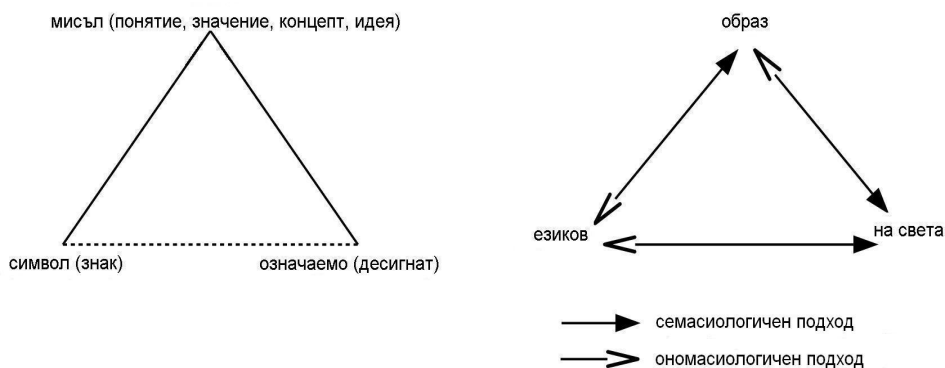 мисъл (понятие, значение, концепт, идея)
символ (знак)
означаемо (десигнат)
образ
езиков
на света
семасиологичен подход
ономасиологичен подход